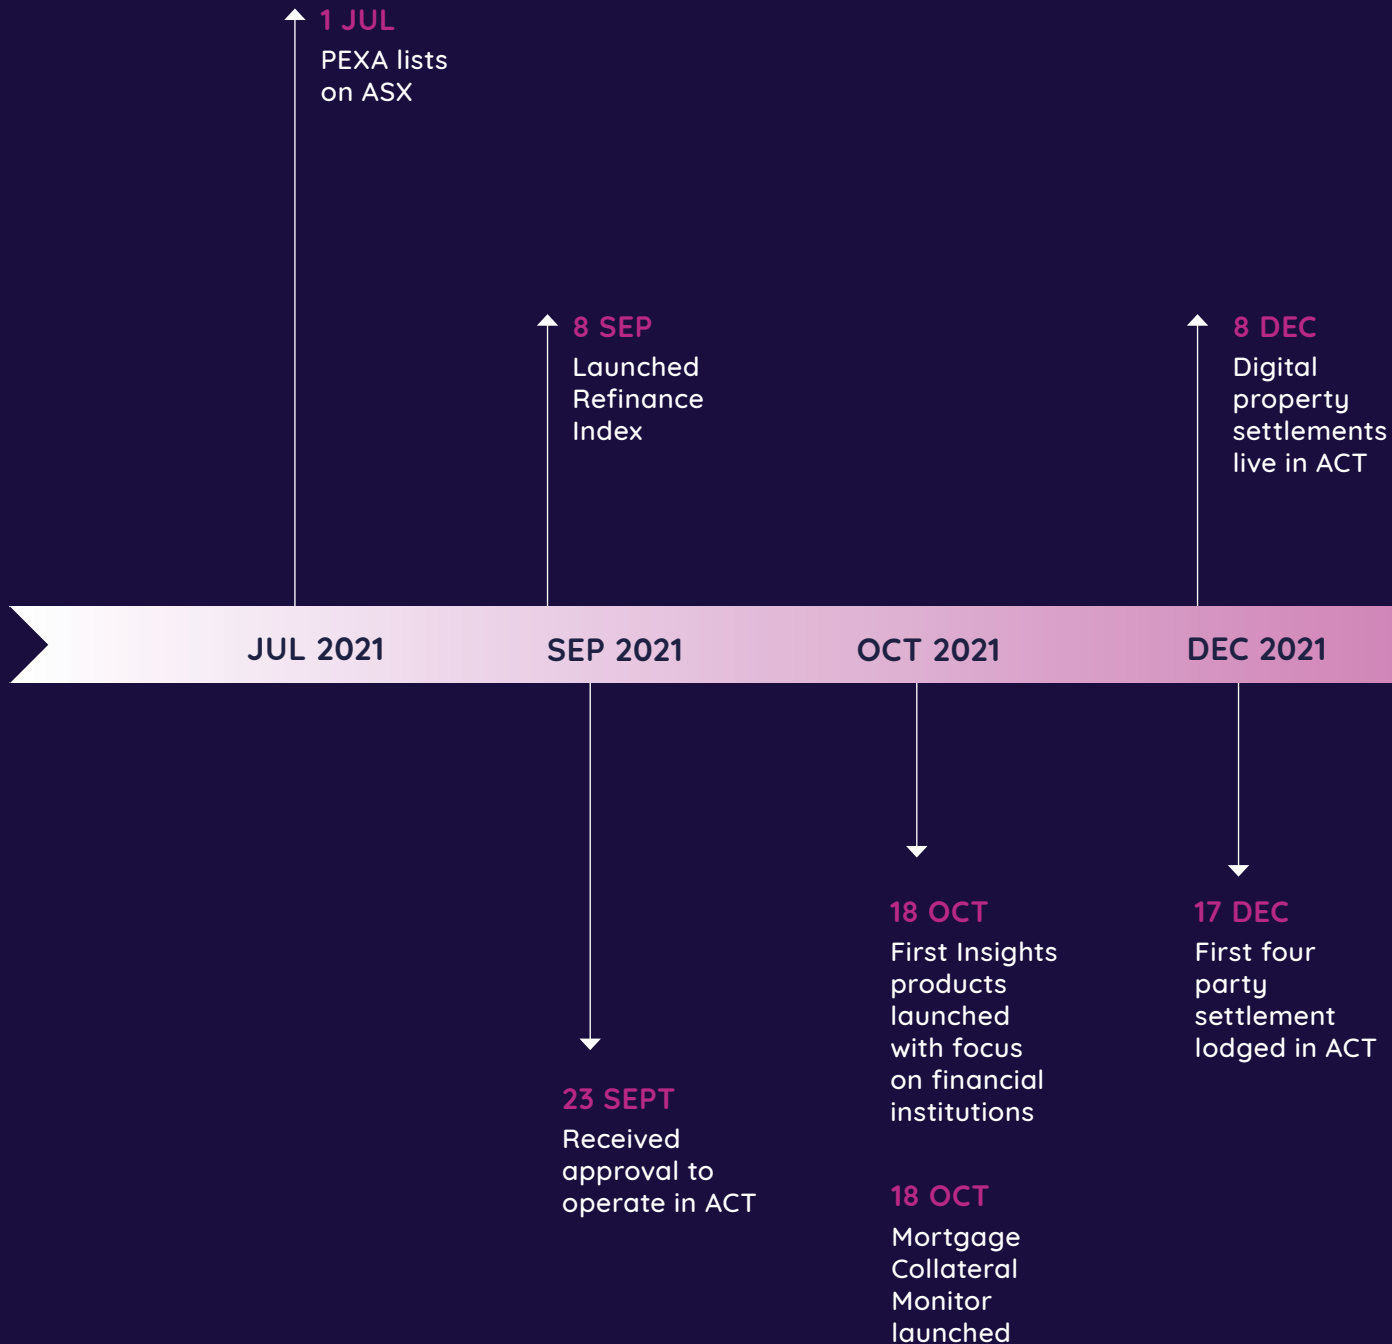 1 JUL
PEXA lists
on ASX
8 SEP
Launched
Refinance
Index
8 DEC
Digital
property
settlements
live in ACT
JUL 2021
SEP 2021
OCT 2021
DEC 2021
23 SEPT
Received
approval to
operate in ACT
18 OCT
First Insights
products
launched
with focus
on financial
institutions
18 OCT
Mortgage
Collateral
Monitor
launched
17 DEC
First four
party
settlement
lodged in ACT